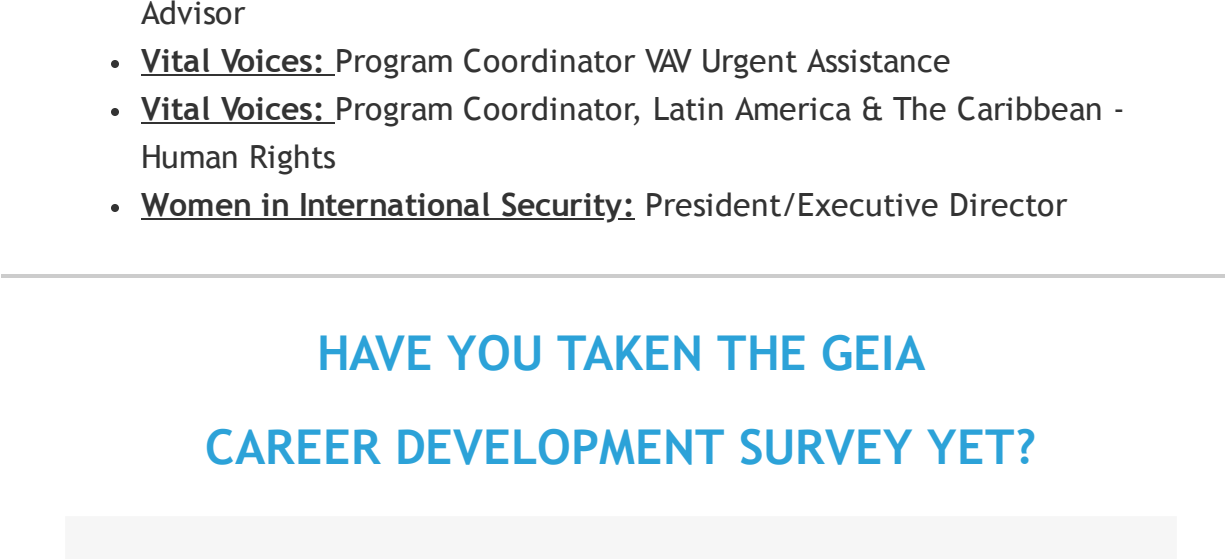 Advisor
• Vital Voices: Program Coordinator VAV Urgent Assistance
• Vital Voices: Program Coordinator, Latin America & The Caribbean -
Human Rights
• Women in International Security: President/Executive Director
HAVE YOU TAKEN THE GEIA
CAREER DEVELOPMENT SURVEY YET?